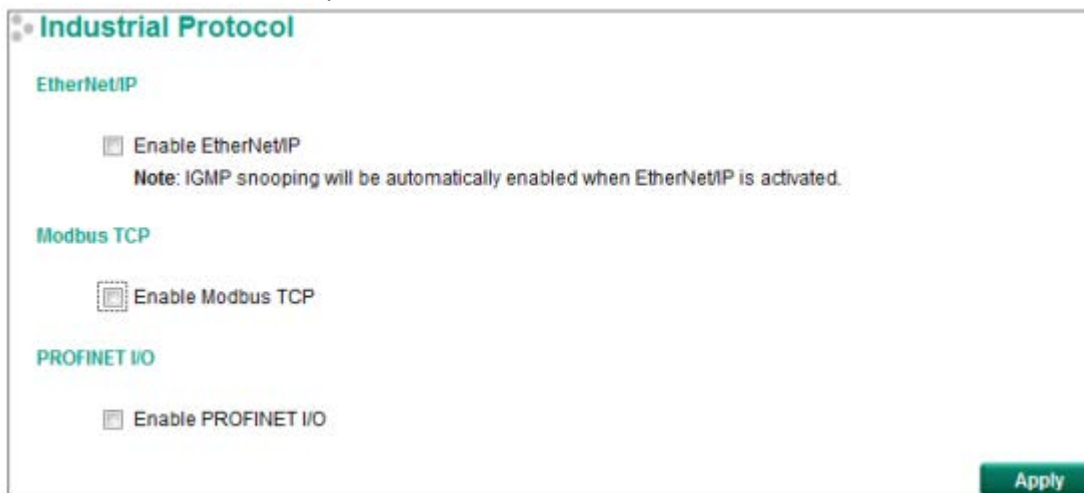 Industrial Protocol
EtherNet/IP
Enable EtherNet/IP
Note: IGMP snooping will be automatically enabled when EtherNet/IP is activated.
Modbus TCP
Enable Modbus TCP
PROFINET I/O
Enable PROFINET I/O
Apply